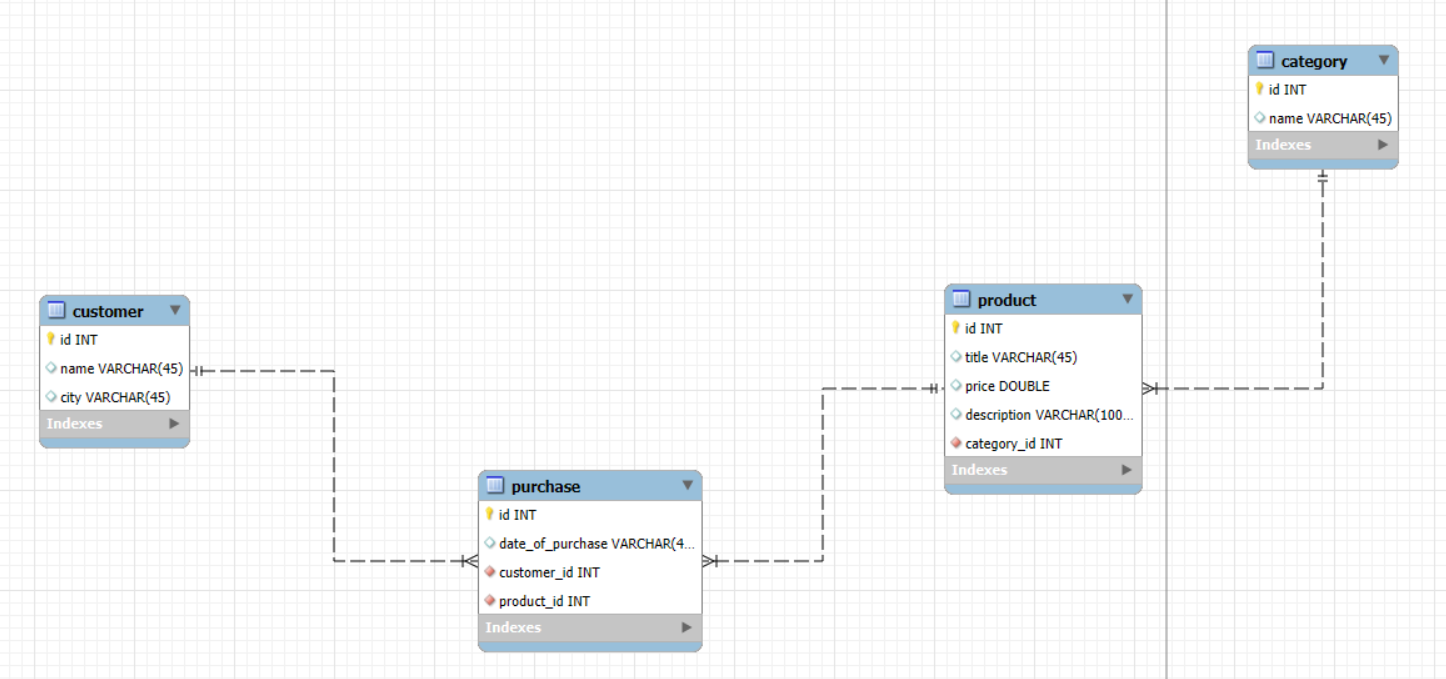 category
id INT
name VARCHAR(45)
Indexes
customer
id INT
name VARCHAR(45)
city VARCHAR(45)
Indexes
product
id INT
title VARCHAR(45)
price DOUBLE
description VARCHAR(100...
category_id INT
Indexes
purchase
id INT
date_of_purchase VARCHAR(4...
customer_id INT
product_id INT
Indexes